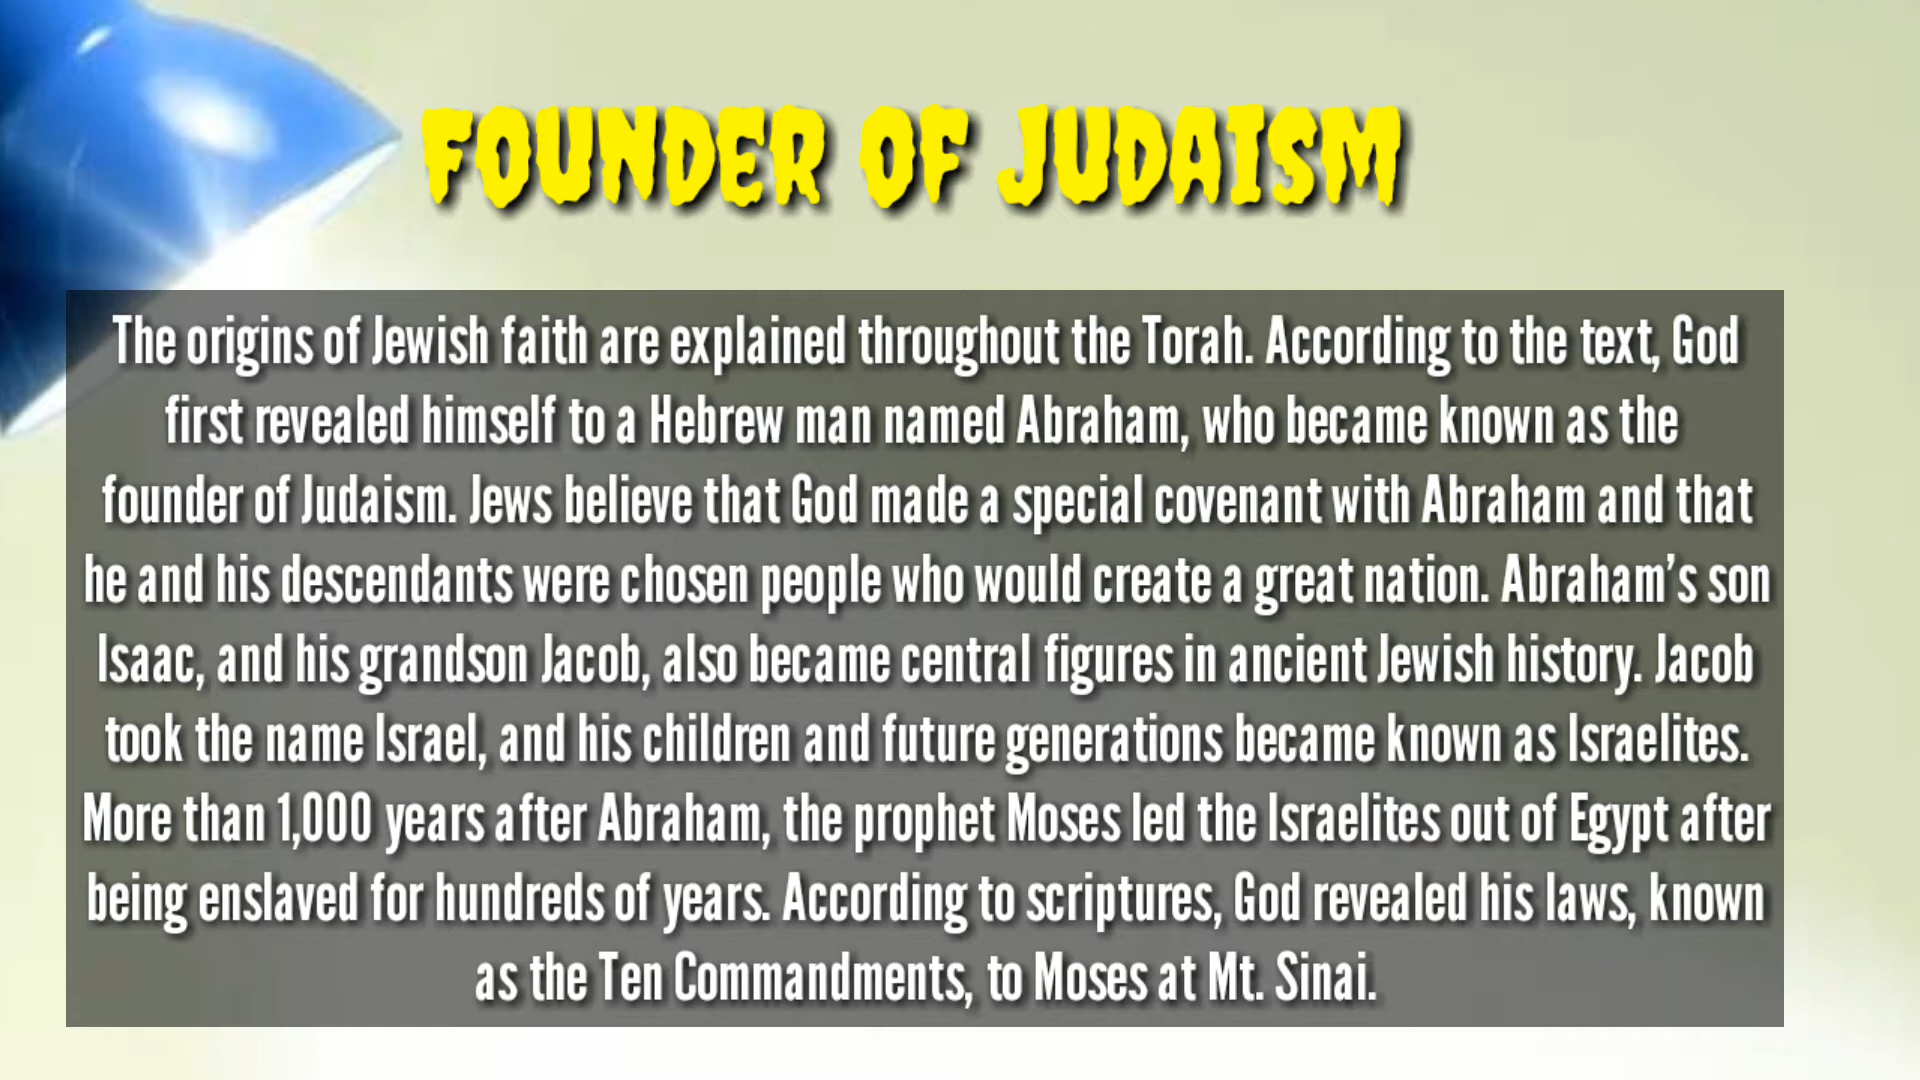 FOUNDER OF JUDAISM
The origins of Jewish faith are explained throughout the Torah. According to the text, God
first revealed himself to a Hebrew man named Abraham, who became known as the
founder of Judaism. Jews believe that God made a special covenant with Abraham and that
he and his descendants were chosen people who would create a great nation. Abraham’s son
Isaac, and his grandson Jacob, also became central figures in ancient Jewish history. Jacob
took the name Israel, and his children and future generations became known as Israelites.
More than 1,000 years after Abraham, the prophet Moses led the Israelites out of Egypt after
being enslaved for hundreds of years. According to scriptures, God revealed his laws, known
as the Ten Commandments, to Moses at Mt. Sinai.